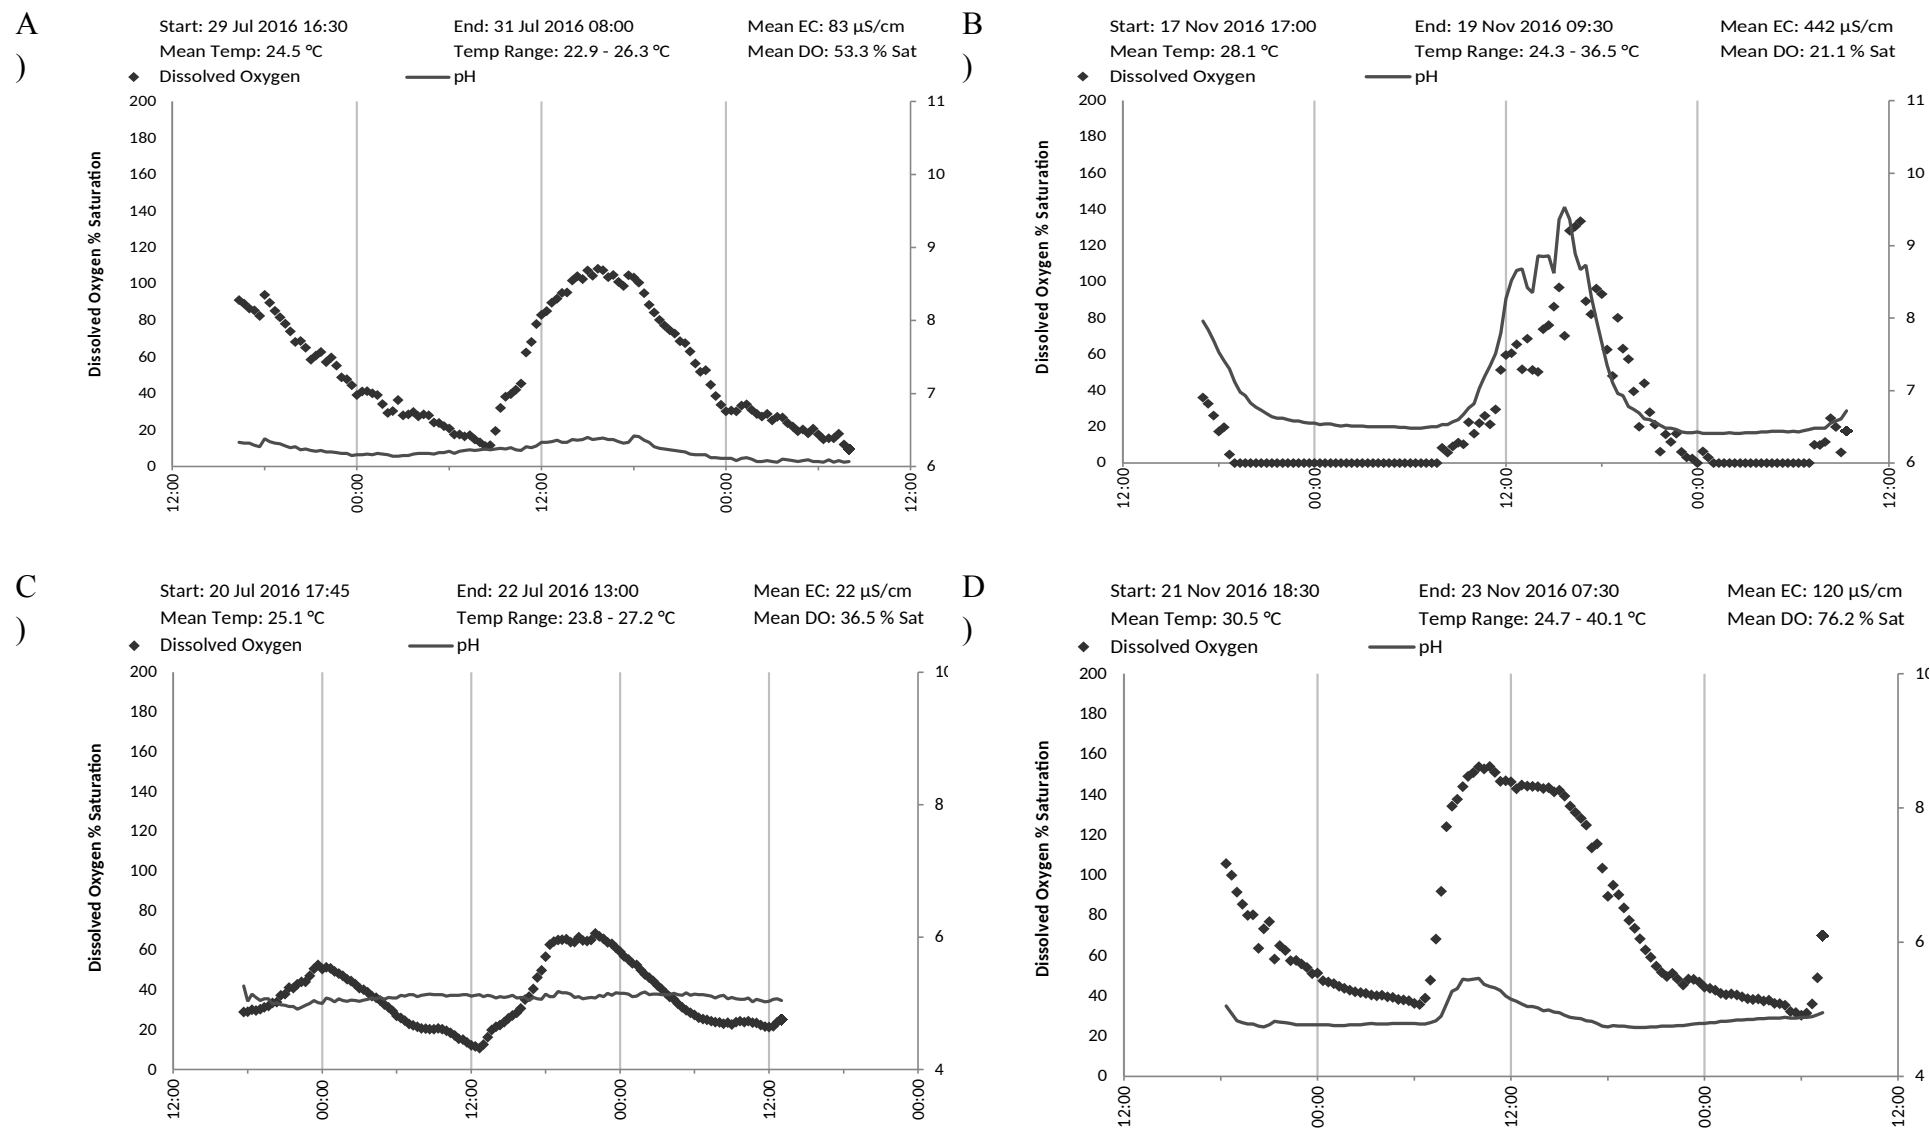 A
)
Start: 29 Jul 2016 16:30 End: 31 Jul 2016 08:00 Mean EC: 83 µS/cm
Mean Temp: 24.5 °C Temp Range: 22.9 - 26.3 °C Mean DO: 53.3 % Sat
Dissolved Oxygen pH
Dissolved Oxygen % Saturation
200
180
160
140
120
100
80
60
40
20
0
11
10
9
8
7
6
12:00 00:00 12:00 00:00 12:00
B
)
Start: 17 Nov 2016 17:00 End: 19 Nov 2016 09:30 Mean EC: 442 µS/cm
Mean Temp: 28.1 °C Temp Range: 24.3 - 36.5 °C Mean DO: 21.1 % Sat
Dissolved Oxygen pH
Dissolved Oxygen % Saturation
200
180
160
140
120
100
80
60
40
20
0
11
10
9
8
7
6
12:00 00:00 12:00 00:00 12:00
C
)
Start: 20 Jul 2016 17:45 End: 22 Jul 2016 13:00 Mean EC: 22 µS/cm
Mean Temp: 25.1 °C Temp Range: 23.8 - 27.2 °C Mean DO: 36.5 % Sat
Dissolved Oxygen pH
Dissolved Oxygen % Saturation
200
180
160
140
120
100
80
60
40
20
0
10
8
6
4
12:00 00:00 12:00 00:00 12:00 00:00
D
)
Start: 21 Nov 2016 18:30 End: 23 Nov 2016 07:30 Mean EC: 120 µS/cm
Mean Temp: 30.5 °C Temp Range: 24.7 - 40.1 °C Mean DO: 76.2 % Sat
Dissolved Oxygen pH
Dissolved Oxygen % Saturation
200
180
160
140
120
100
80
60
40
20
0
10
8
6
4
12:00 00:00 12:00 00:00 12:00